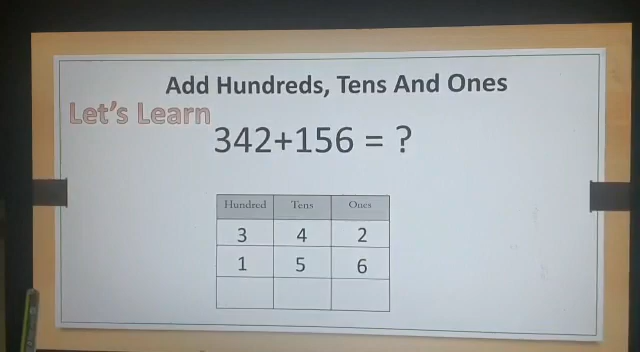 Add Hundreds, Tens And Ones
Let's Learn
342+156 = ?
Hundred Tens Ones
3 4 2
1 5 6